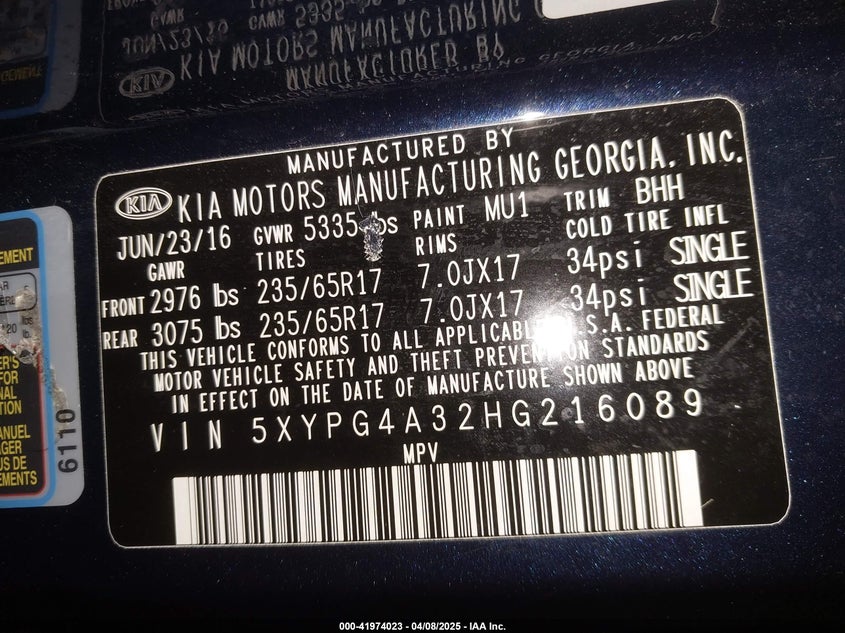 MANUFACTURED BY
KIA KIA MOTORS MANUFACTURING GEORGIA, INC.
JUN/23/16 GVWR 5335 lbs PAINT MU1 TRIM BHH
GAWR TIRES RIMS COLD TIRE INFL
FRONT 2976 lbs 235/65R17 7.0JX17 34psi SINGLE
REAR 3075 lbs 235/65R17 7.0JX17 34psi SINGLE
THIS VEHICLE CONFORMS TO ALL APPLICABLE U.S.A. FEDERAL
MOTOR VEHICLE SAFETY AND THEFT PREVENTION STANDARDS
IN EFFECT ON THE DATE OF MANUFACTURE SHOWN ABOVE
VIN 5XYPG4A32HG216089
MPV
6110
000-41974023 - 04/08/2025 - IAA Inc.